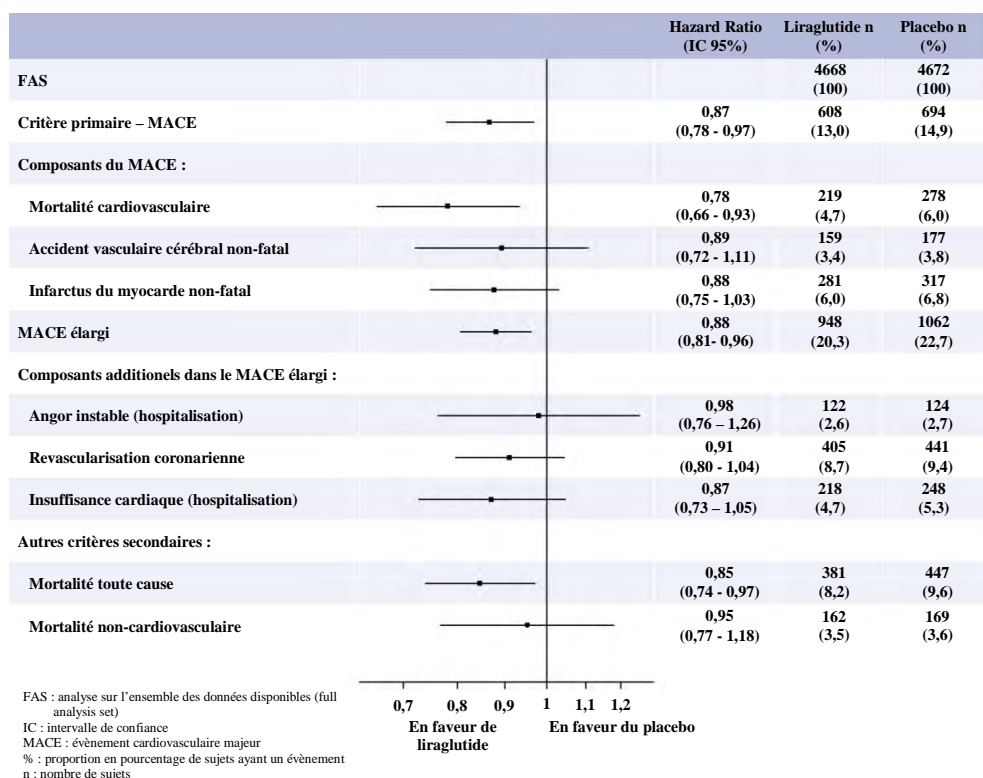 Hazard Ratio (IC 95%) Liraglutide n (%) Placebo n (%)
FAS 4668 (100) 4672 (100)
Critère primaire – MACE 0,87 (0,78 - 0,97) 608 (13,0) 694 (14,9)
Composants du MACE :
Mortalité cardiovasculaire 0,78 (0,66 - 0,93) 219 (4,7) 278 (6,0)
Accident vasculaire cérébral non-fatal 0,89 (0,72 - 1,11) 159 (3,4) 177 (3,8)
Infarctus du myocarde non-fatal 0,88 (0,75 - 1,03) 281 (6,0) 317 (6,8)
MACE élargi 0,88 (0,81- 0,96) 948 (20,3) 1062 (22,7)
Composants additionels dans le MACE élargi :
Angor instable (hospitalisation) 0,98 (0,76 – 1,26) 122 (2,6) 124 (2,7)
Revascularisation coronarienne 0,91 (0,80 - 1,04) 405 (8,7) 441 (9,4)
Insuffisance cardiaque (hospitalisation) 0,87 (0,73 – 1,05) 218 (4,7) 248 (5,3)
Autres critères secondaires :
Mortalité toute cause 0,85 (0,74 - 0,97) 381 (8,2) 447 (9,6)
Mortalité non-cardiovasculaire 0,95 (0,77 - 1,18) 162 (3,5) 169 (3,6)
0,7 0,8 0,9 1 1,1 1,2
En faveur de liraglutide
En faveur du placebo
FAS : analyse sur l’ensemble des données disponibles (full
analysis set)
IC : intervalle de confiance
MACE : évènement cardiovasculaire majeur
% : proportion en pourcentage de sujets ayant un évènement
n : nombre de sujets